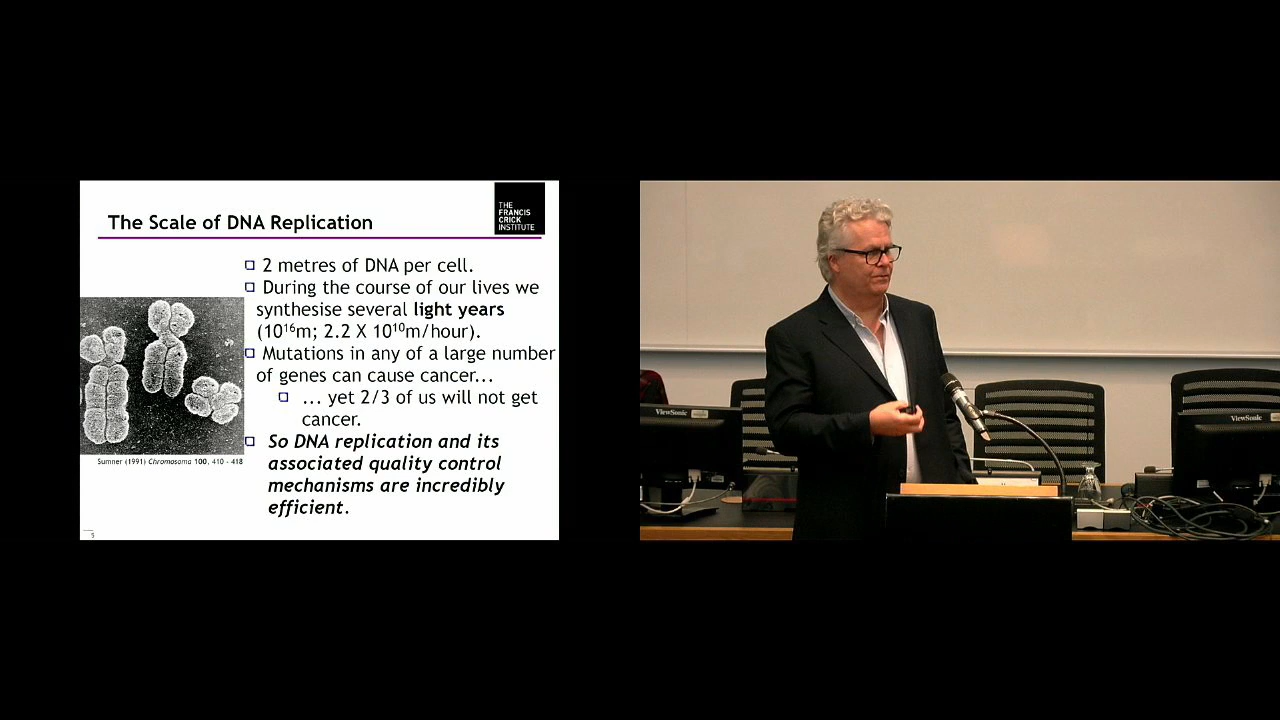 The Scale of DNA Replication
THE
FRANCIS
CRICK
INSTITUTE
□ 2 metres of DNA per cell.
□ During the course of our lives we
synthesise several light years
(10¹⁶m; 2.2 X 10¹⁰m/hour).
□ Mutations in any of a large number
of genes can cause cancer...
□ ... yet 2/3 of us will not get
cancer.
□ So DNA replication and its
associated quality control
mechanisms are incredibly
efficient.
Sumner (1991) Chromosoma 100, 410 - 418
5
ViewSonic
ViewSonic